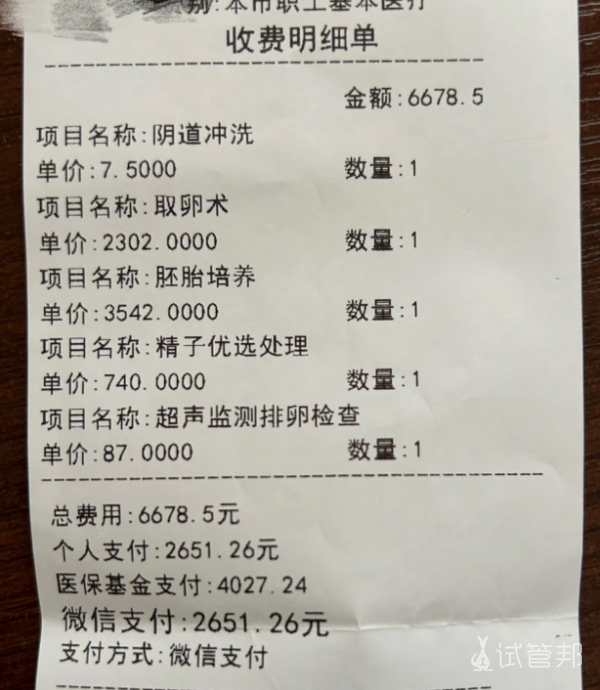 别:本市职工基本医疗
收费明细单
金额:6678.5
项目名称:阴道冲洗
单价:7.5000 数量:1
项目名称:取卵术
单价:2302.0000 数量:1
项目名称:胚胎培养
单价:3542.0000 数量:1
项目名称:精子优选处理
单价:740.0000 数量:1
项目名称:超声监测排卵检查
单价:87.0000 数量:1
总费用:6678.5元
个人支付:2651.26元
医保基金支付:4027.24
微信支付:2651.26元
支付方式:微信支付
试管邦